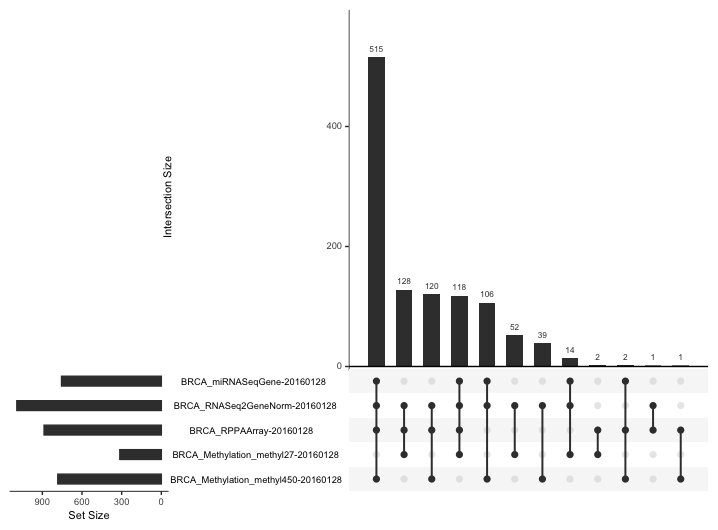 515
400
Intersection Size
200
128
120
118
106
52
39
14
2
2
1
1
0
BRCA_miRNASeqGene-20160128
BRCA_RNASeq2GeneNorm-20160128
BRCA_RPPAArray-20160128
BRCA_Methylation_methyl27-20160128
BRCA_Methylation_methyl450-20160128
900 600 300 0
Set Size